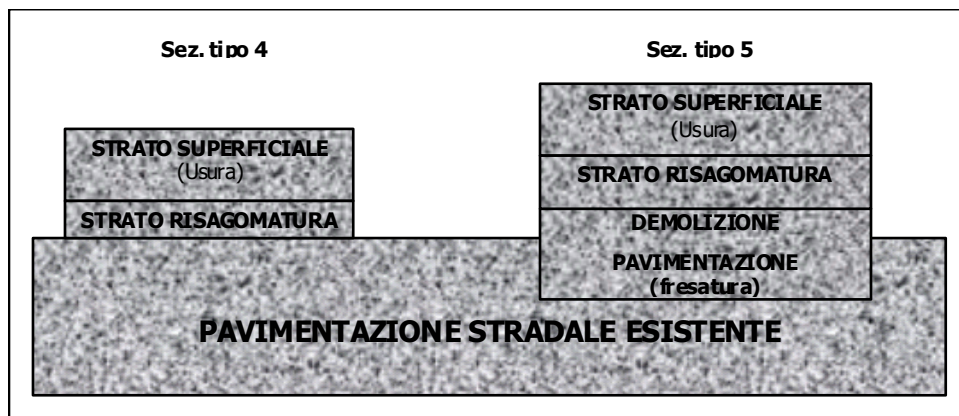 Sez. tipo 4
Sez. tipo 5
STRATO SUPERFICIALE
(Usura)
STRATO RISAGOMATURA
STRATO SUPERFICIALE
(Usura)
STRATO RISAGOMATURA
DEMOLIZIONE
PAVIMENTAZIONE
(fresatura)
PAVIMENTAZIONE STRADALE ESISTENTE